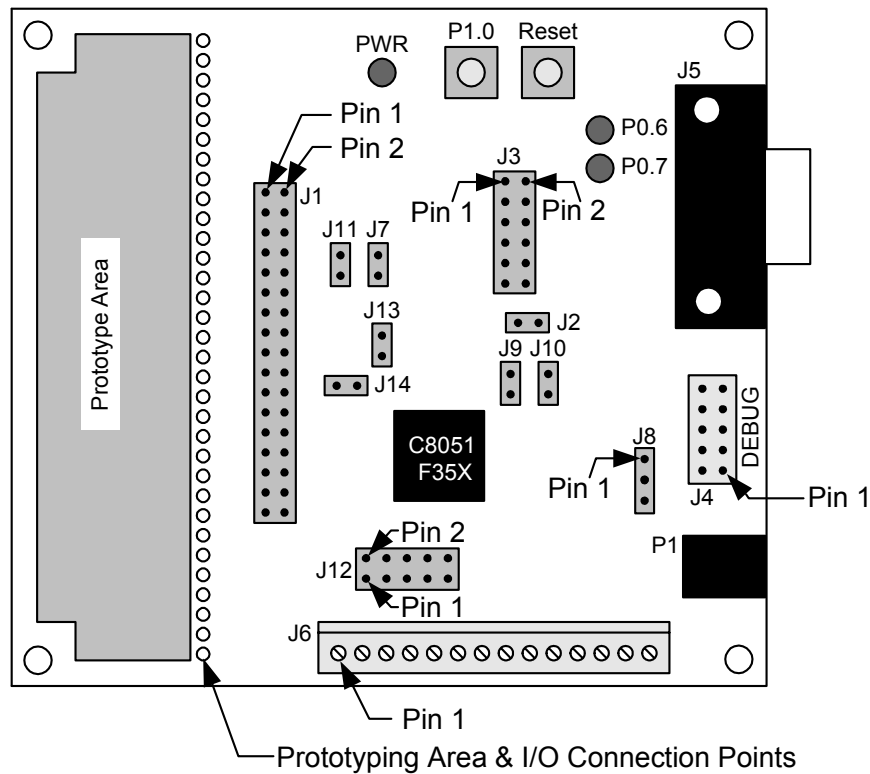 P1.0
Reset
PWR
J5
Pin 1
Pin 2
P0.6
P0.7
J3
Pin 1
Pin 2
J1
J11
J7
J13
J14
J2
J9
J10
Prototype Area
C8051
F35X
J8
Pin 1
DEBUG
J4
Pin 1
P1
J12
Pin 2
Pin 1
J6
Pin 1
Prototyping Area & I/O Connection Points